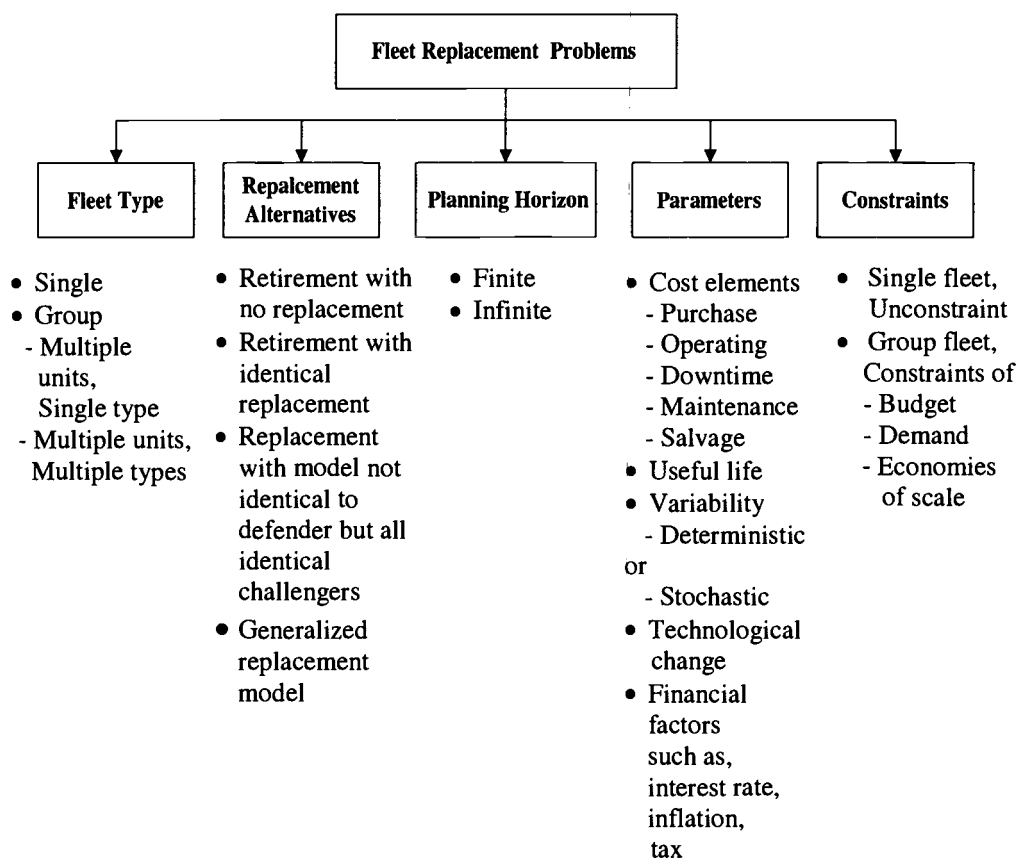 Fleet Replacement Problems
Fleet Type
Repalcement
Alternatives
Planning Horizon
Parameters
Constraints
• Single
• Group
- Multiple
units,
Single type
- Multiple units,
Multiple types
• Retirement with
no replacement
• Retirement with
identical
replacement
• Replacement
with model not
identical to
defender but all
identical
challengers
• Generalized
replacement
model
• Finite
• Infinite
• Cost elements
- Purchase
- Operating
- Downtime
- Maintenance
- Salvage
• Useful life
• Variability
- Deterministic
or
- Stochastic
• Technological
change
• Financial
factors
such as,
interest rate,
inflation,
tax
• Single fleet,
Unconstraint
• Group fleet,
Constraints of
- Budget
- Demand
- Economies
of scale